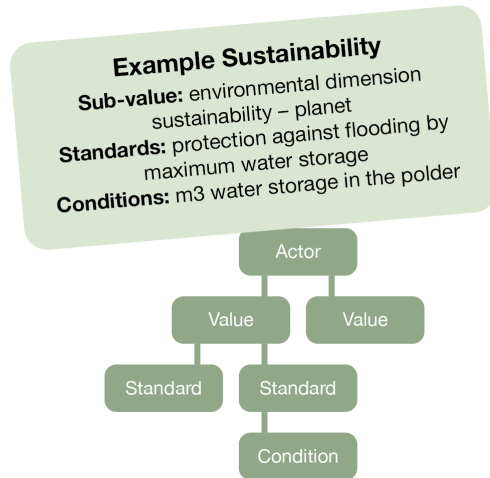 Example Sustainability
Sub-value: environmental dimension
sustainability – planet
Standards: protection against flooding by
maximum water storage
Conditions: m3 water storage in the polder
Actor
Value Value
Standard Standard
Condition